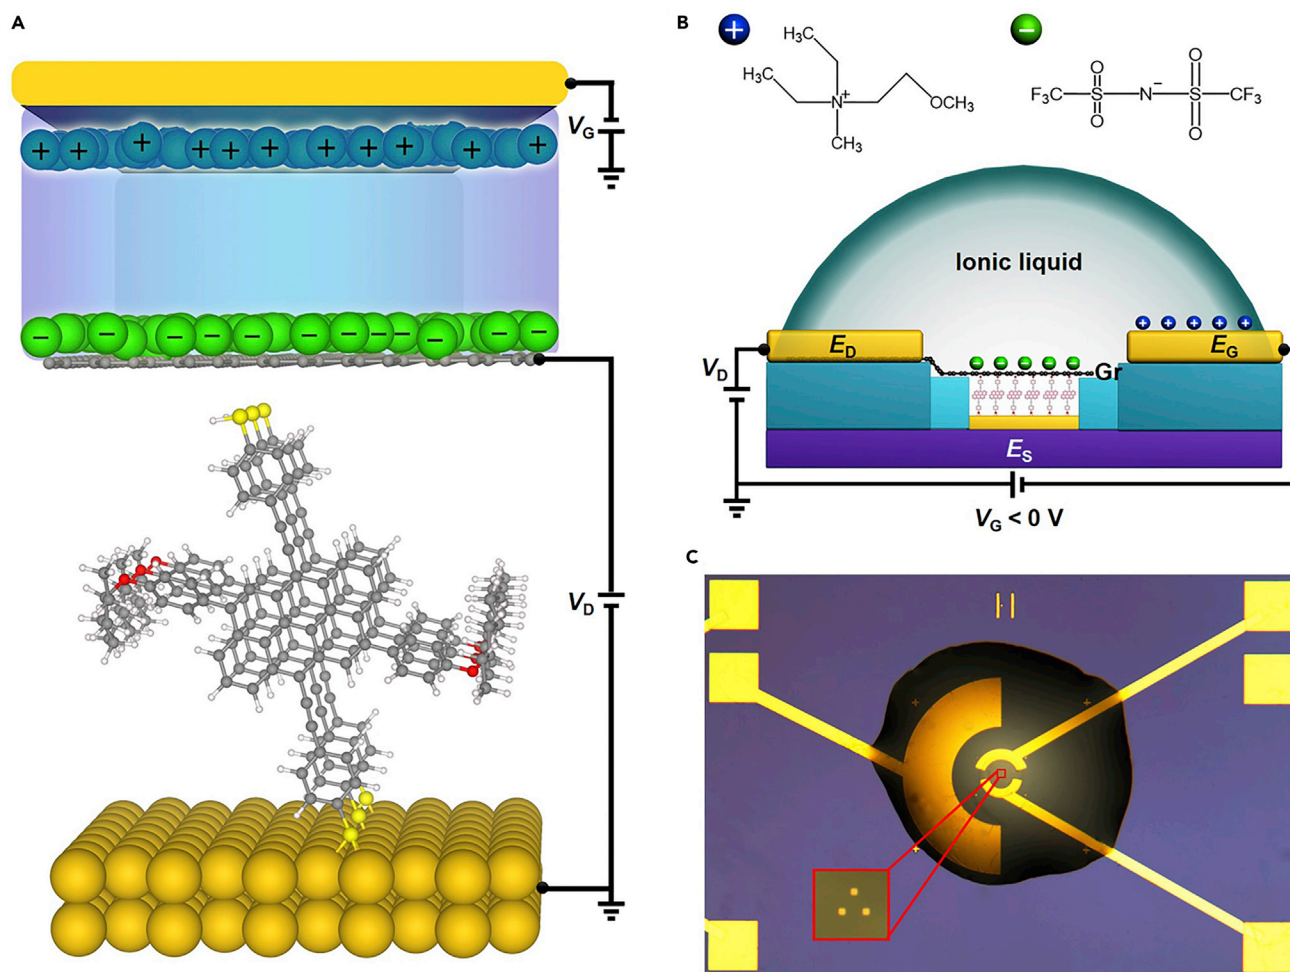 A
V_G
+ + + + + + + + + +
− − − − − − − − − −
V_D
B
+
H₃C
H₃C
N⁺
OCH₃
CH₃
−
O O
F₃C S N⁻ S CF₃
O O
Ionic liquid
+ + + + +
E_D
E_G
V_D
− − − − −
Gr
E_S
V_G < 0 V
C